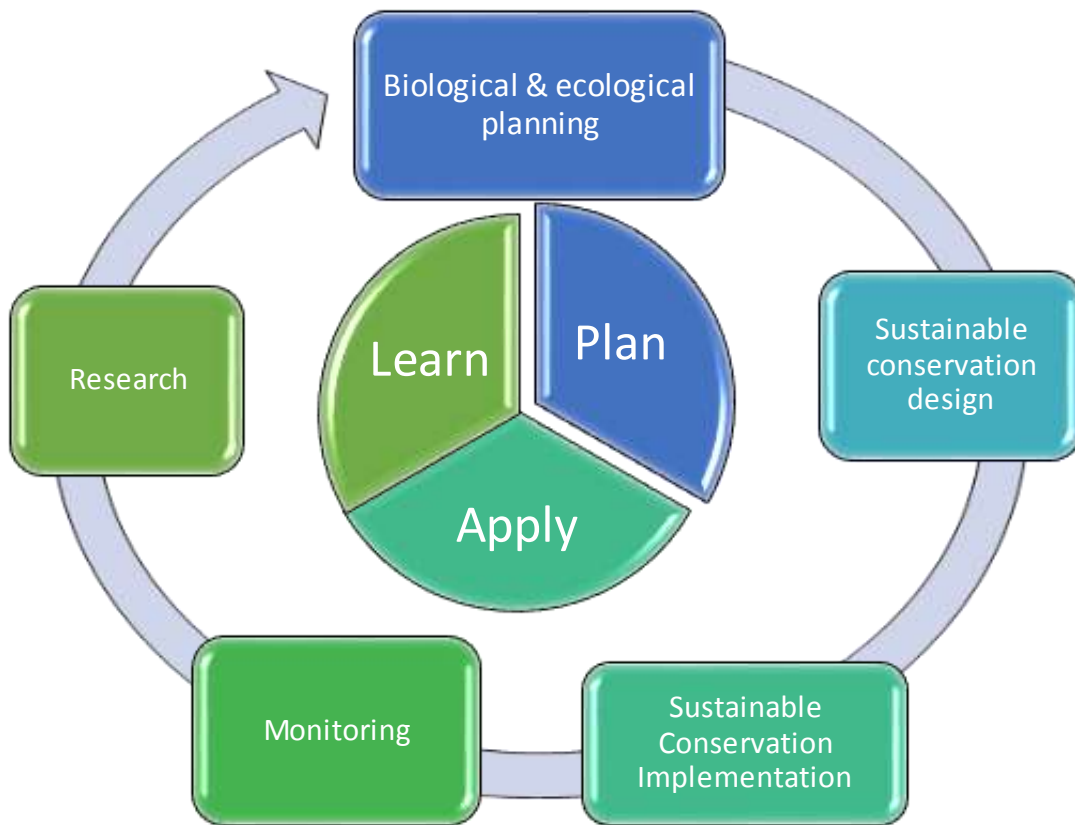 Biological & ecological
planning
Sustainable
conservation
design
Sustainable
Conservation
Implementation
Monitoring
Research
Learn
Plan
Apply